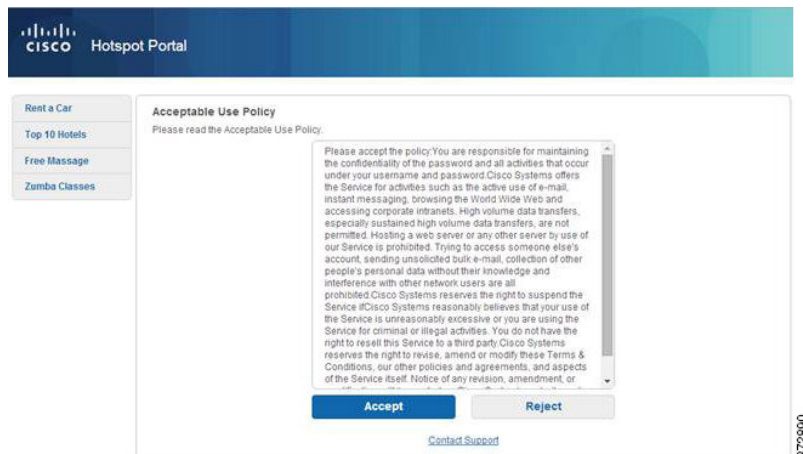 CISCO Hotspot Portal
Rent a Car
Top 10 Hotels
Free Massage
Zumba Classes
Acceptable Use Policy
Please read the Acceptable Use Policy.
Please accept the policy:You are responsible for maintaining
the confidentiality of the password and all activities that occur
under your username and password.Cisco Systems offers
the Service for activities such as the active use of e-mail,
instant messaging, browsing the World Wide Web and
accessing corporate intranets. High volume data transfers,
especially sustained high volume data transfers, are not
permitted. Hosting a web server or any other server by use of
our Service is prohibited. Trying to access someone else's
account, sending unsolicited bulk e-mail, collection of other
people's personal data without their knowledge and
interference with other network users are all
prohibited.Cisco Systems reserves the right to suspend the
Service ifCisco Systems reasonably believes that your use of
the Service is unreasonably excessive or you are using the
Service for criminal or illegal activities. You do not have the
right to resell this Service to a third party.Cisco Systems
reserves the right to revise, amend or modify these Terms &
Conditions, our other policies and agreements, and aspects
of the Service itself. Notice of any revision, amendment, or
Accept
Reject
Contact Support